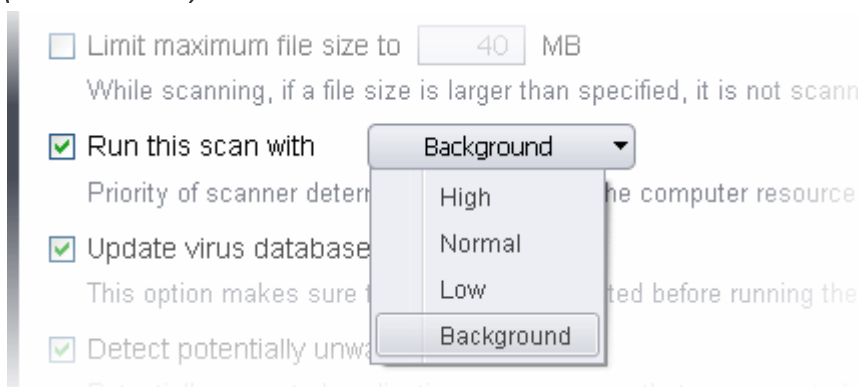 Limit maximum file size to 40 MB
While scanning, if a file size is larger than specified, it is not scann
Run this scan with Background
Priority of scanner deter he computer resource
High
Normal
Update virus database
Low
This option makes sure t ted before running the
Background
Detect potentially unwa